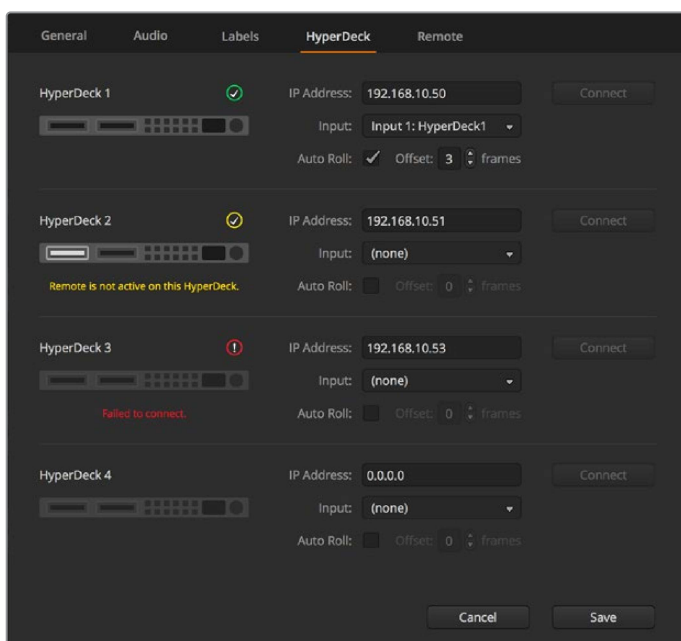 General Audio Labels HyperDeck Remote
HyperDeck 1 IP Address: 192.168.10.50 Connect
Input: Input 1: HyperDeck1
Auto Roll: Offset: 3 frames
HyperDeck 2 IP Address: 192.168.10.51 Connect
Input: (none)
Remote is not active on this HyperDeck. Auto Roll: Offset: 0 frames
HyperDeck 3 IP Address: 192.168.10.53 Connect
Input: (none)
Failed to connect. Auto Roll: Offset: 0 frames
HyperDeck 4 IP Address: 0.0.0.0 Connect
Input: (none)
Auto Roll: Offset: 0 frames
Cancel Save